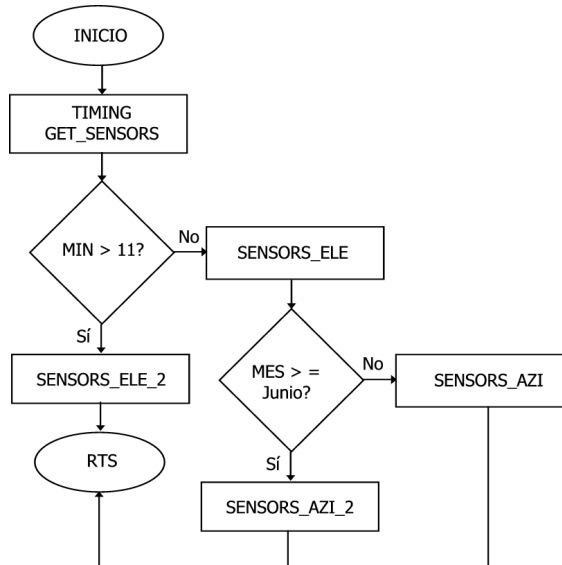 INICIO
TIMING
GET_SENSORS
MIN > 11?
No
SENSORS_ELE
Sí
SENSORS_ELE_2
MES > =
Junio?
No
SENSORS_AZI
RTS
Sí
SENSORS_AZI_2